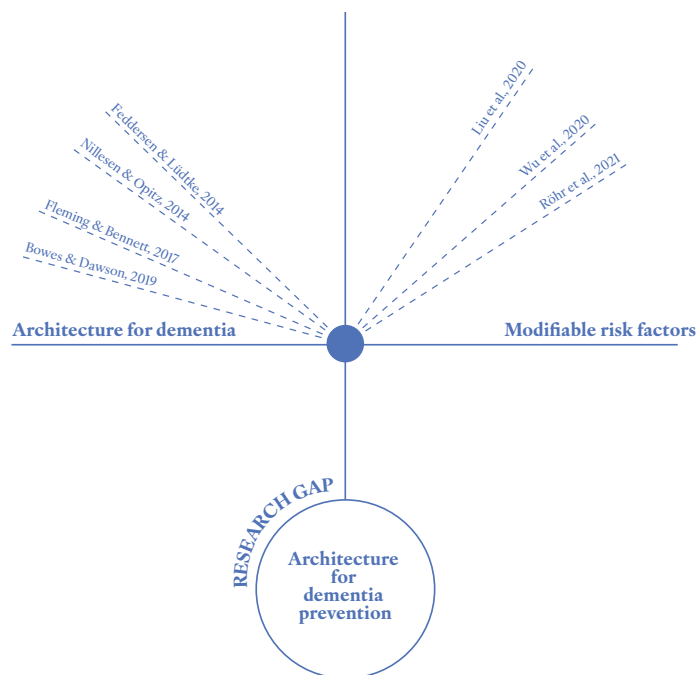 Feddersen & Lüdtke, 2014
Nillesen & Opitz, 2014
Fleming & Bennett, 2017
Bowes & Dawson, 2019
Liu et al., 2020
Wu et al., 2020
Röhr et al., 2021
Architecture for dementia
Modifiable risk factors
RESEARCH GAP
Architecture
for
dementia
prevention